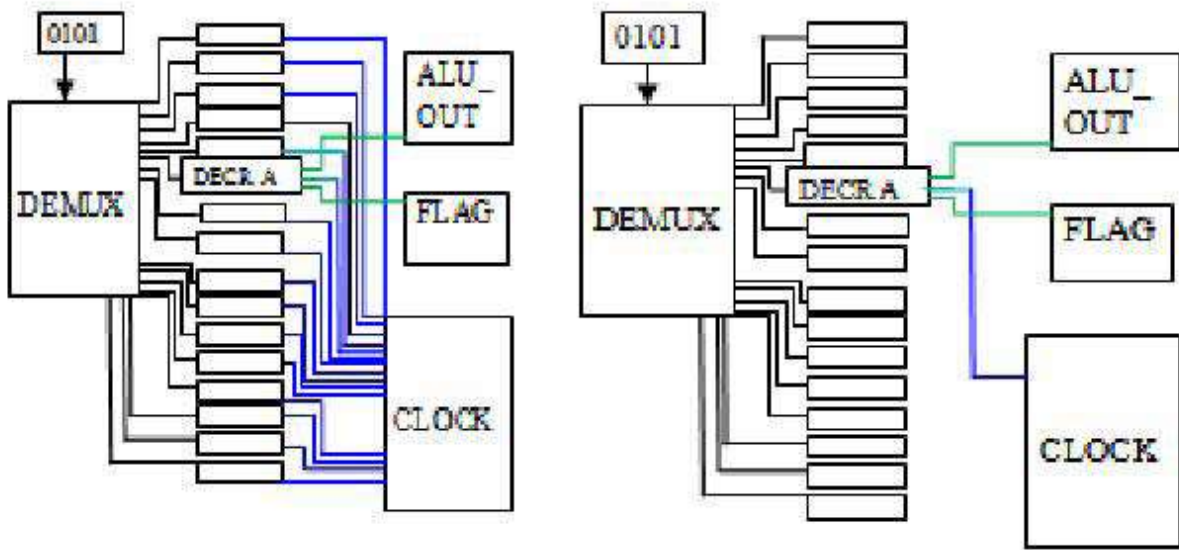 0101
ALU_
OUT
DECR A
DEMUX
FLAG
CLOCK
0101
ALU_
OUT
DECR A
DEMUX
FLAG
CLOCK